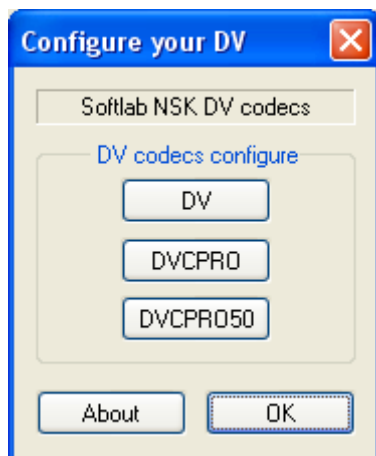 Configure your DV
Softlab NSK DV codecs
DV codecs configure
DV
DVCPRO
DVCPRO50
About
OK